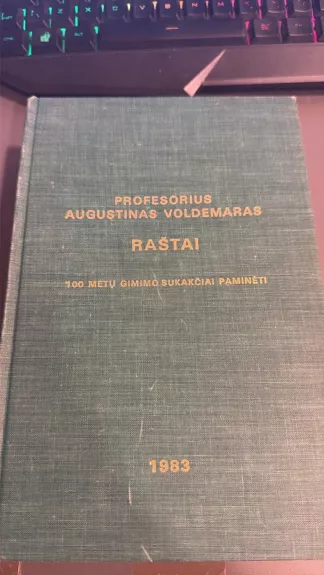 PROFESORIUS
AUGUSTINAS VOLDEMARAS
RAŠTAI
100 METŲ GIMIMO SUKAKČIAI PAMINĖTI
1983